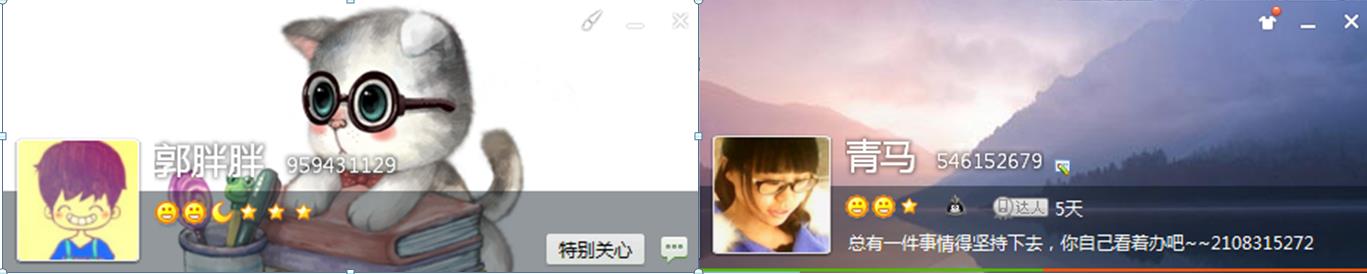 郭胖胖 959431129
特别关心
青马 546152679
达人 5天
总有一件事情得坚持下去，你自己看着办吧~~2108315272